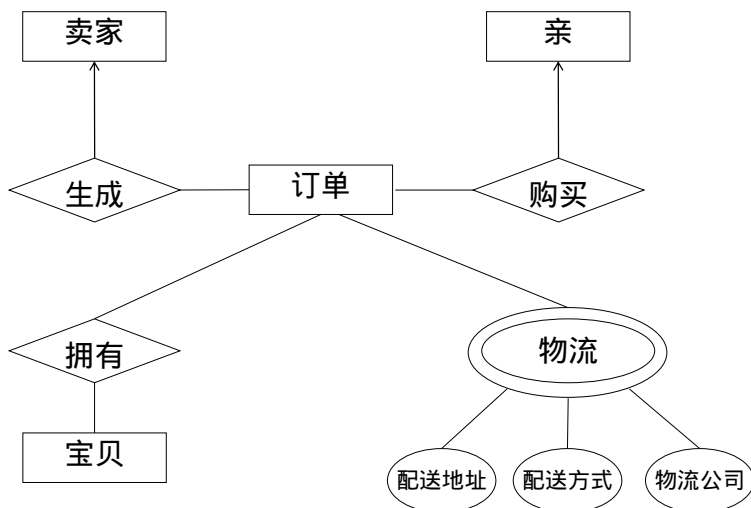 卖家
亲
生成
订单
购买
拥有
物流
宝贝
配送地址
配送方式
物流公司